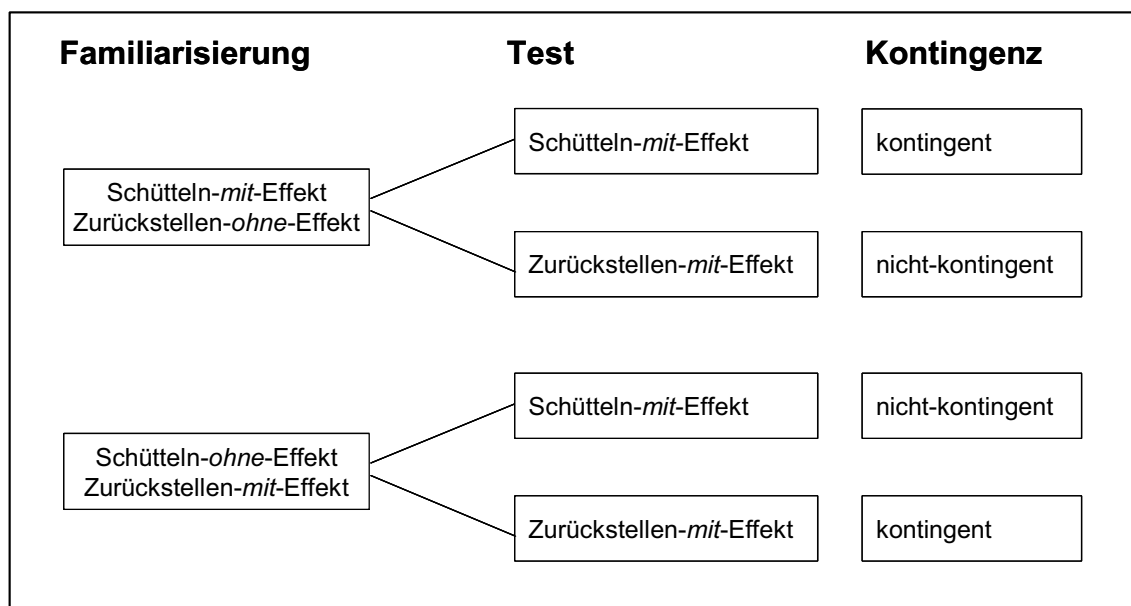 Familiarisierung Test Kontingenz
Schütteln-mit-Effekt kontingent
Schütteln-mit-Effekt
Zurückstellen-ohne-Effekt
Zurückstellen-mit-Effekt nicht-kontingent
Schütteln-mit-Effekt nicht-kontingent
Schütteln-ohne-Effekt
Zurückstellen-mit-Effekt
Zurückstellen-mit-Effekt kontingent